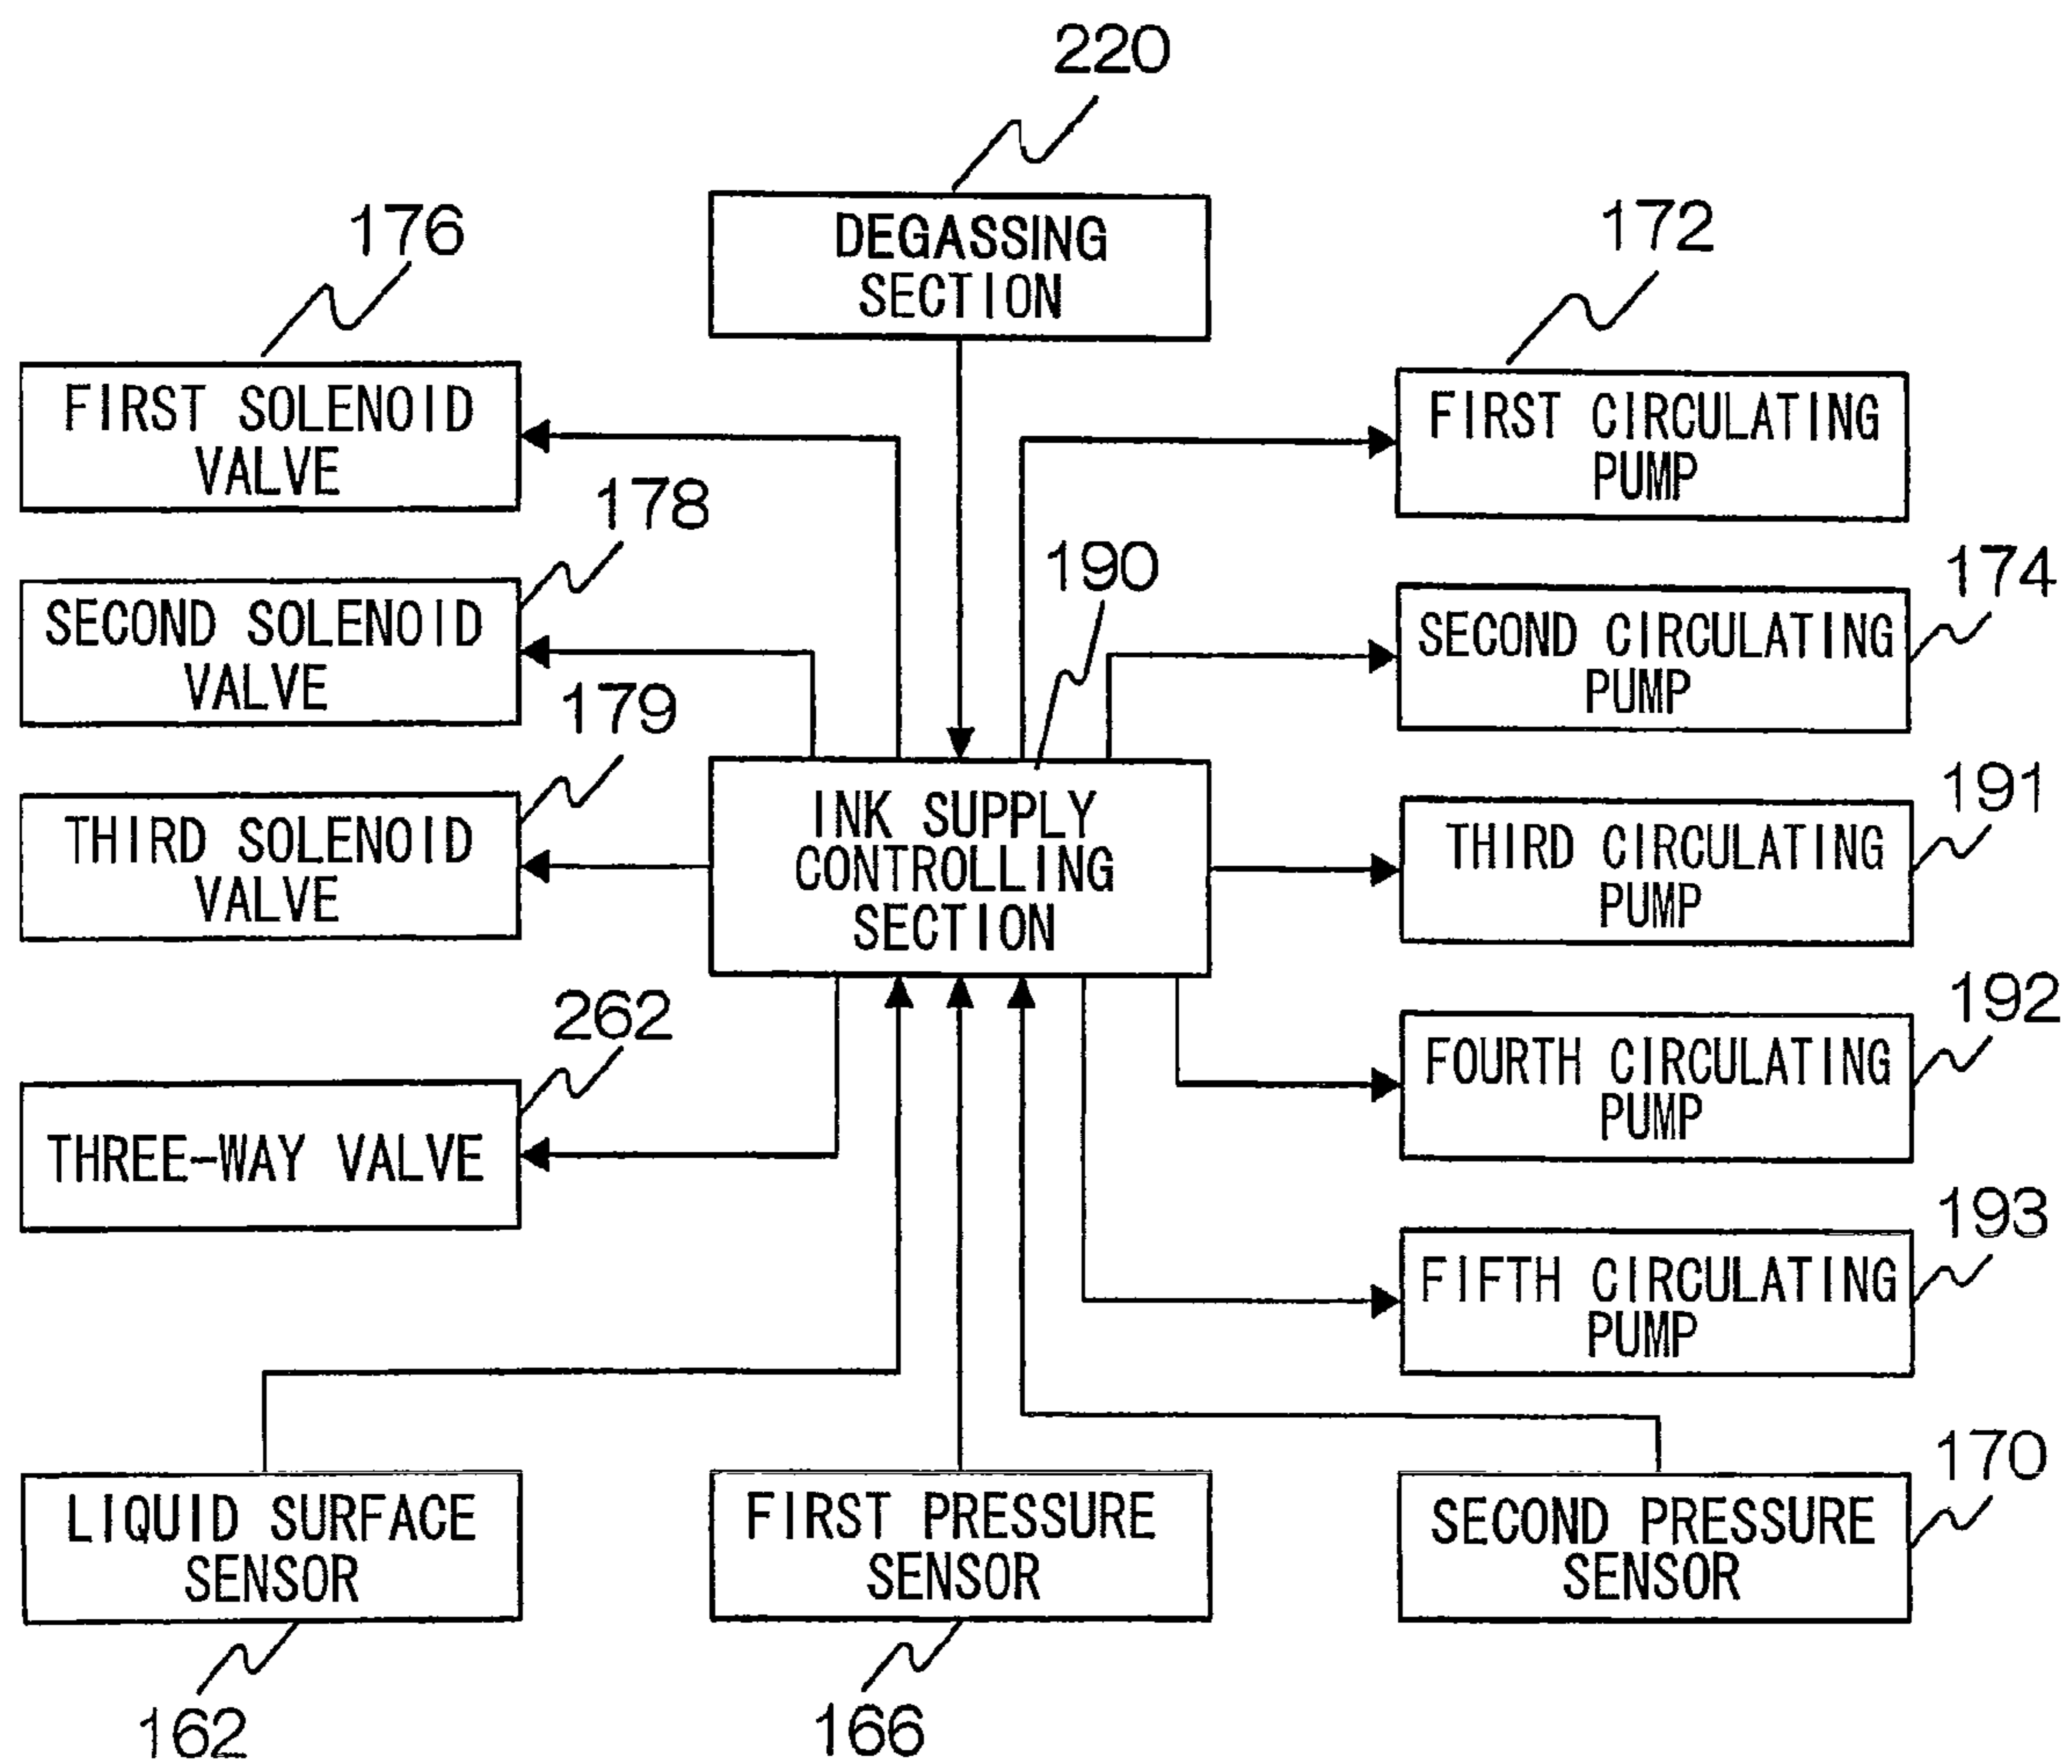 220
DEGASSING
SECTION
176
FIRST SOLENOID
VALVE
172
FIRST CIRCULATING
PUMP
178
SECOND SOLENOID
VALVE
190
174
SECOND CIRCULATING
PUMP
179
THIRD SOLENOID
VALVE
INK SUPPLY
CONTROLLING
SECTION
191
THIRD CIRCULATING
PUMP
262
THREE-WAY VALVE
192
FOURTH CIRCULATING
PUMP
193
FIFTH CIRCULATING
PUMP
LIQUID SURFACE
SENSOR
162
FIRST PRESSURE
SENSOR
166
170
SECOND PRESSURE
SENSOR